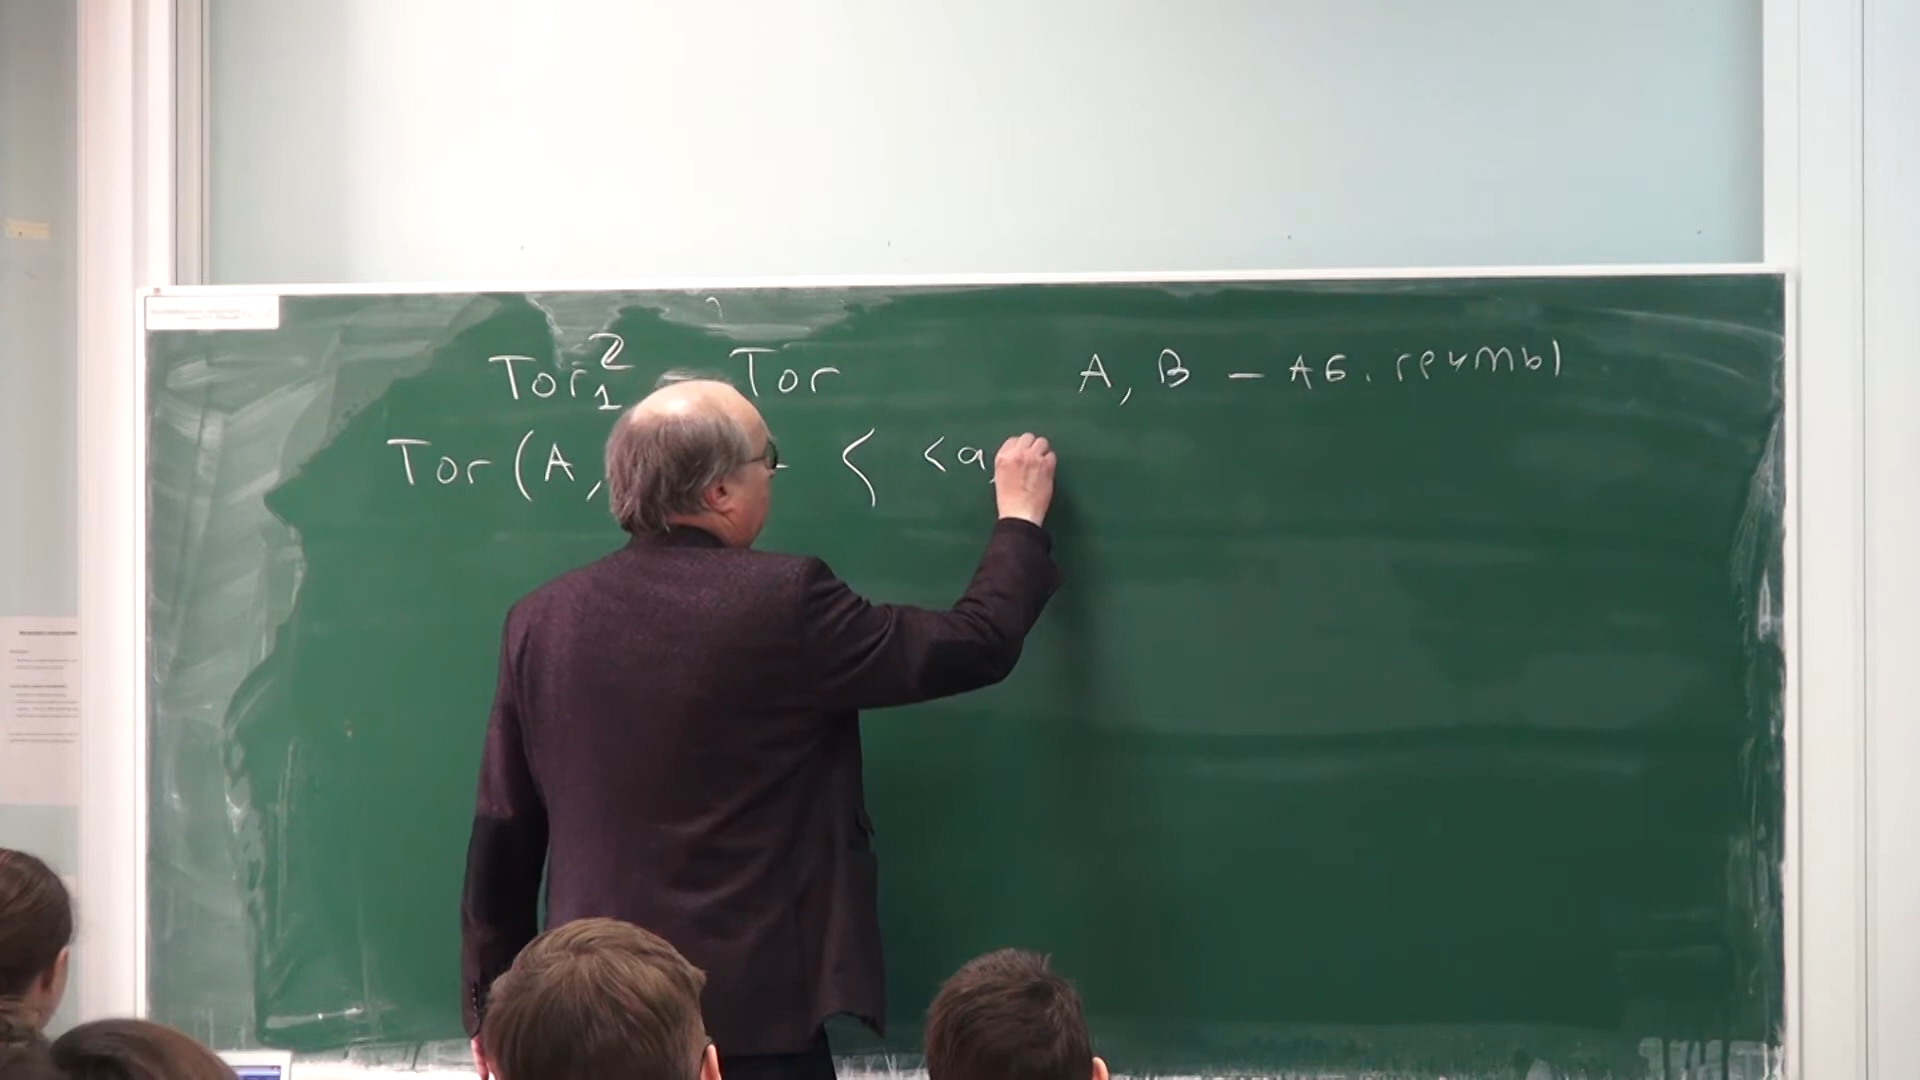 Tor₁² = Tor A, B – Аб. группы
Tor (A, = < <a,